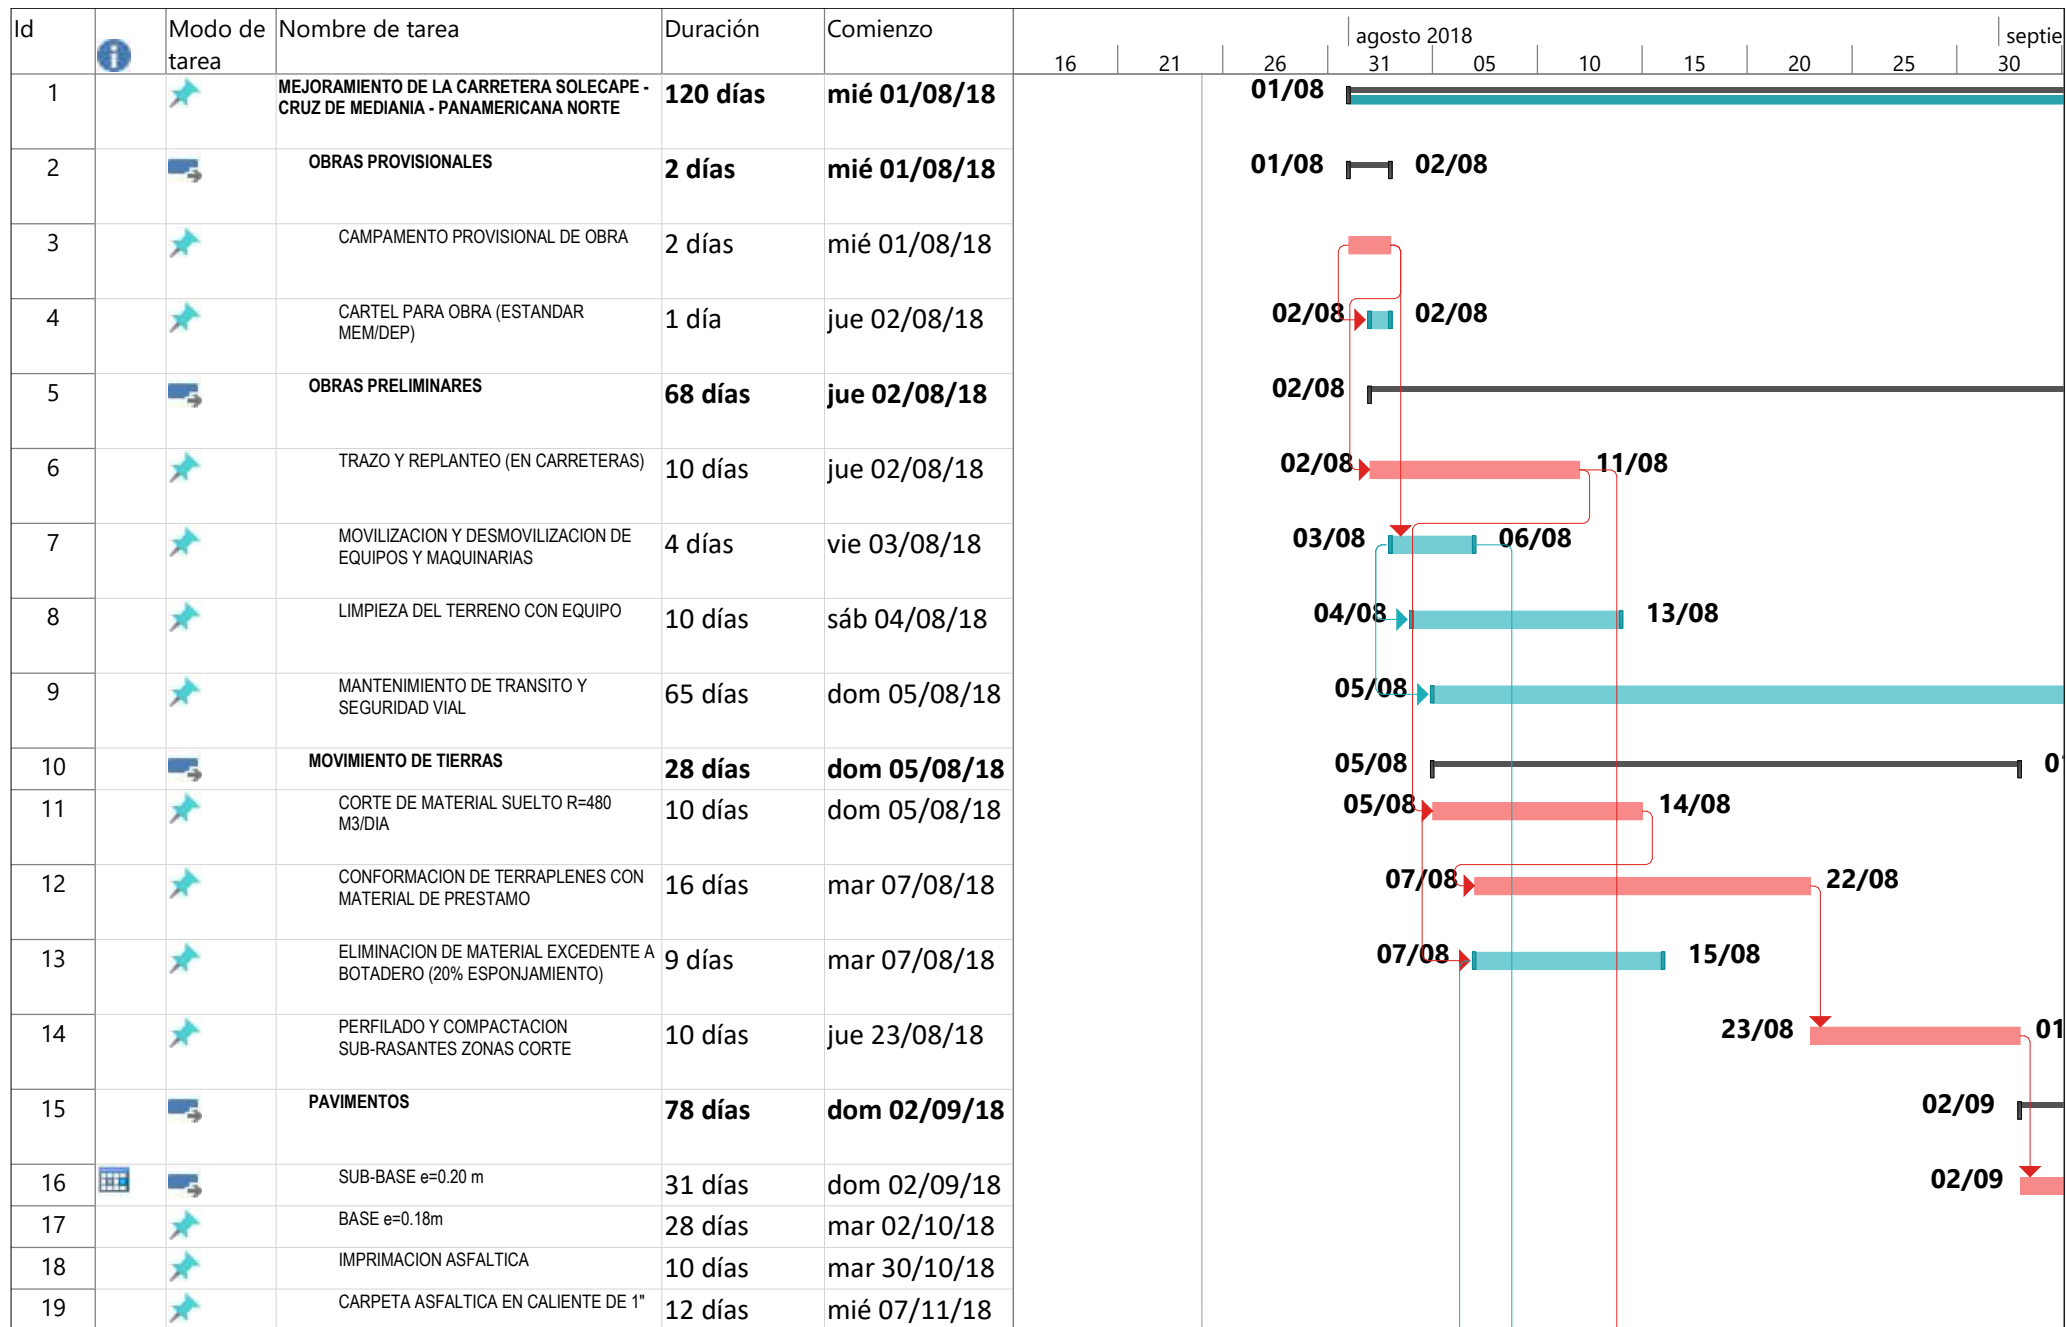 Id Modo de tarea Nombre de tarea Duración Comienzo
agosto 2018 septie
16 21 26 31 05 10 15 20 25 30
1 MEJORAMIENTO DE LA CARRETERA SOLECAPE - 120 días mié 01/08/18 01/08
CRUZ DE MEDIANIA - PANAMERICANA NORTE
2 OBRAS PROVISIONALES 2 días mié 01/08/18 01/08 02/08
3 CAMPAMENTO PROVISIONAL DE OBRA 2 días mié 01/08/18
4 CARTEL PARA OBRA (ESTANDAR 1 día jue 02/08/18 02/08 02/08
MEM/DEP)
5 OBRAS PRELIMINARES 68 días jue 02/08/18 02/08
6 TRAZO Y REPLANTEO (EN CARRETERAS) 10 días jue 02/08/18 02/08 11/08
7 MOVILIZACION Y DESMOVILIZACION DE 4 días vie 03/08/18 03/08 06/08
EQUIPOS Y MAQUINARIAS
8 LIMPIEZA DEL TERRENO CON EQUIPO 10 días sáb 04/08/18 04/08 13/08
9 MANTENIMIENTO DE TRANSITO Y 65 días dom 05/08/18 05/08
SEGURIDAD VIAL
10 MOVIMIENTO DE TIERRAS 28 días dom 05/08/18 05/08
11 CORTE DE MATERIAL SUELTO R=480 10 días dom 05/08/18 05/08 14/08
M3/DIA
12 CONFORMACION DE TERRAPLENES CON 16 días mar 07/08/18 07/08 22/08
MATERIAL DE PRESTAMO
13 ELIMINACION DE MATERIAL EXCEDENTE A 9 días mar 07/08/18 07/08 15/08
BOTADERO (20% ESPONJAMIENTO)
14 PERFILADO Y COMPACTACION 10 días jue 23/08/18 23/08 01
SUB-RASANTES ZONAS CORTE
15 PAVIMENTOS 78 días dom 02/09/18 02/09
16 SUB-BASE e=0.20 m 31 días dom 02/09/18 02/09
17 BASE e=0.18m 28 días mar 02/10/18
18 IMPRIMACION ASFALTICA 10 días mar 30/10/18
19 CARPETA ASFALTICA EN CALIENTE DE 1" 12 días mié 07/11/18